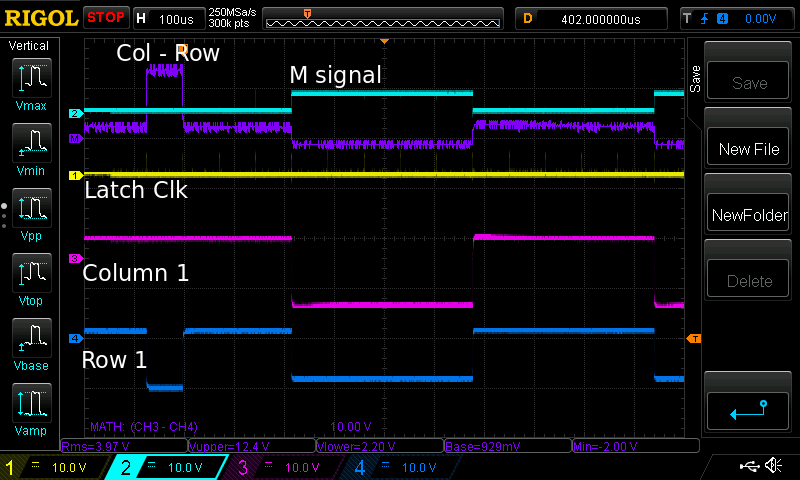 RIGOL STOP H 100us 250MSa/s 300k pts T D 402.000000us T 0.00V
Vertical
Col - Row
M signal
Save
Save
Vmax
2
M
New File
Vmin
1
Latch Clk
NewFolder
Vpp
3
Column 1
Delete
Vtop
4
T
Row 1
Vbase
Vamp
MATH: (CH3 - CH4) 10.00 V
Rms=3.97 V Vupper=12.4 V Vlower=2.20 V Base=929mV Min=-2.00 V
1 10.0 V 2 10.0 V 3 10.0 V 4 10.0 V